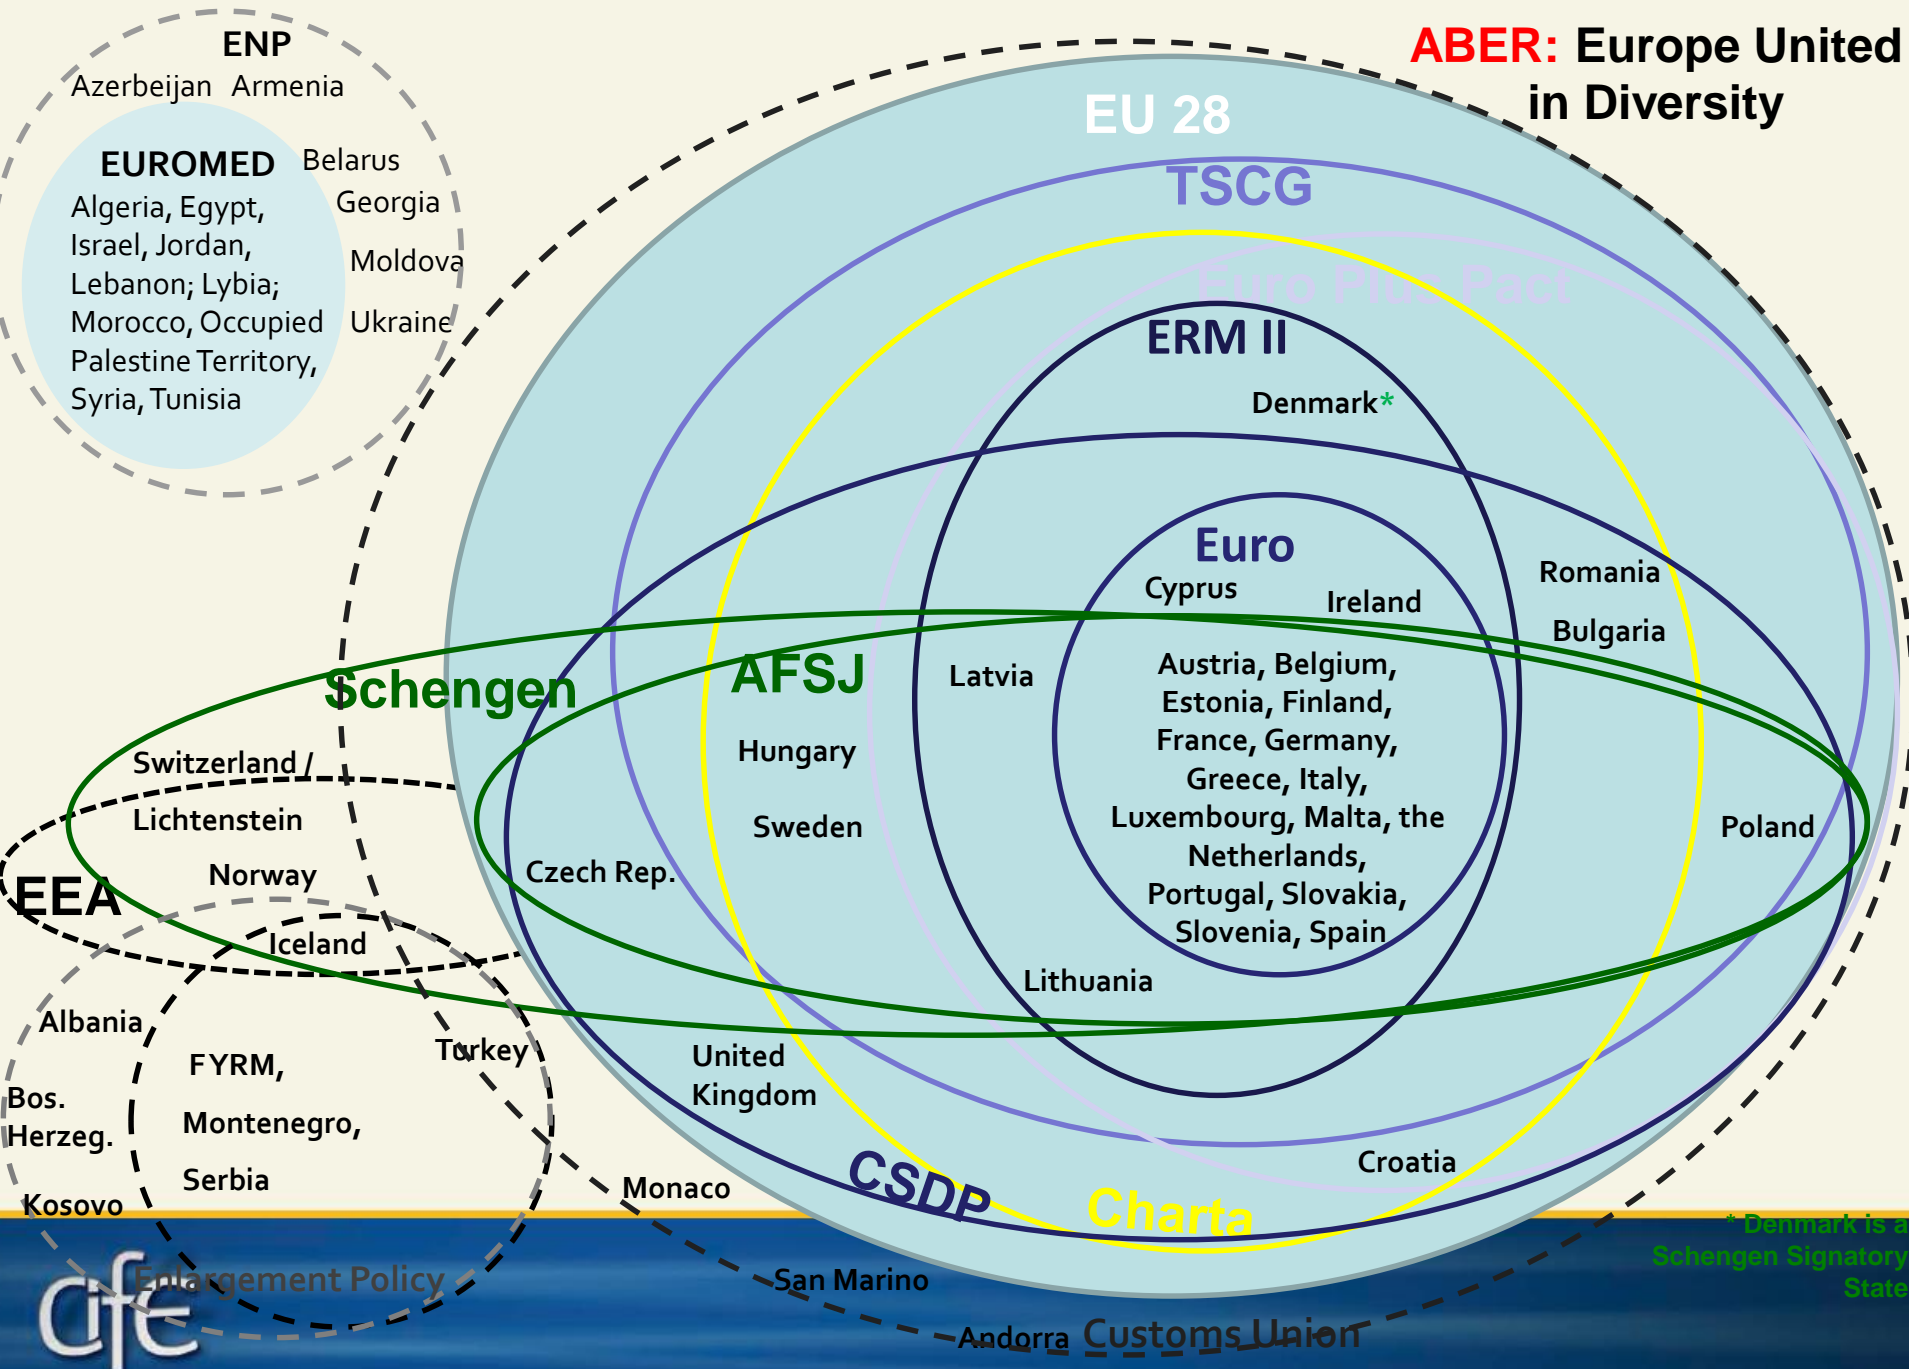 ABER: Europe United
in Diversity
ENP
Azerbeijan Armenia
EUROMED
Belarus
Algeria, Egypt,
Georgia
Israel, Jordan,
Moldova
Lebanon; Lybia;
Morocco, Occupied
Ukraine
Palestine Territory,
Syria, Tunisia
EU 28
TSCG
Euro Plus Pact
ERM II
Denmark*
Euro
Cyprus
Ireland
Romania
Bulgaria
Schengen
AFSJ
Latvia
Austria, Belgium,
Estonia, Finland,
France, Germany,
Greece, Italy,
Luxembourg, Malta, the
Netherlands,
Portugal, Slovakia,
Slovenia, Spain
Hungary
Sweden
Czech Rep.
Poland
Lithuania
Switzerland /
Lichtenstein
Norway
EEA
Iceland
Albania
Turkey
FYRM,
Bos.
Herzeg.
Montenegro,
Serbia
Kosovo
United
Kingdom
Monaco
CSDP
Charta
Croatia
* Denmark is a
Schengen Signatory
State
Enlargement Policy
San Marino
Andorra
Customs Union
cifE